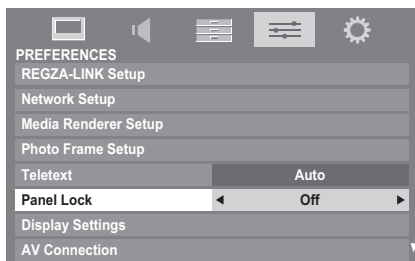 PREFERENCES
REGZA-LINK Setup
Network Setup
Media Renderer Setup
Photo Frame Setup
Teletext Auto
Panel Lock ◀ Off ▶
Display Settings
AV Connection